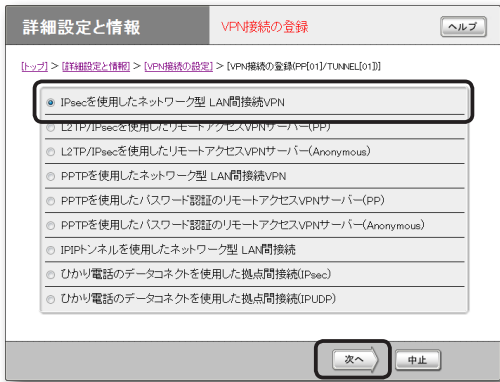 詳細設定と情報
VPN接続の登録
ヘルプ
[トップ] > [詳細設定と情報] > [VPN接続の設定] > [VPN接続の登録(PP[01]/TUNNEL[01])]
IPsecを使用したネットワーク型 LAN間接続VPN
L2TP/IPsecを使用したリモートアクセスVPNサーバー(PP)
L2TP/IPsecを使用したリモートアクセスVPNサーバー(Anonymous)
PPTPを使用したネットワーク型 LAN間接続VPN
PPTPを使用したパスワード認証のリモートアクセスVPNサーバー(PP)
PPTPを使用したパスワード認証のリモートアクセスVPNサーバー(Anonymous)
IPIPトンネルを使用したネットワーク型 LAN間接続
ひかり電話のデータコネクトを使用した拠点間接続(IPsec)
ひかり電話のデータコネクトを使用した拠点間接続(IPUDP)
次へ
中止